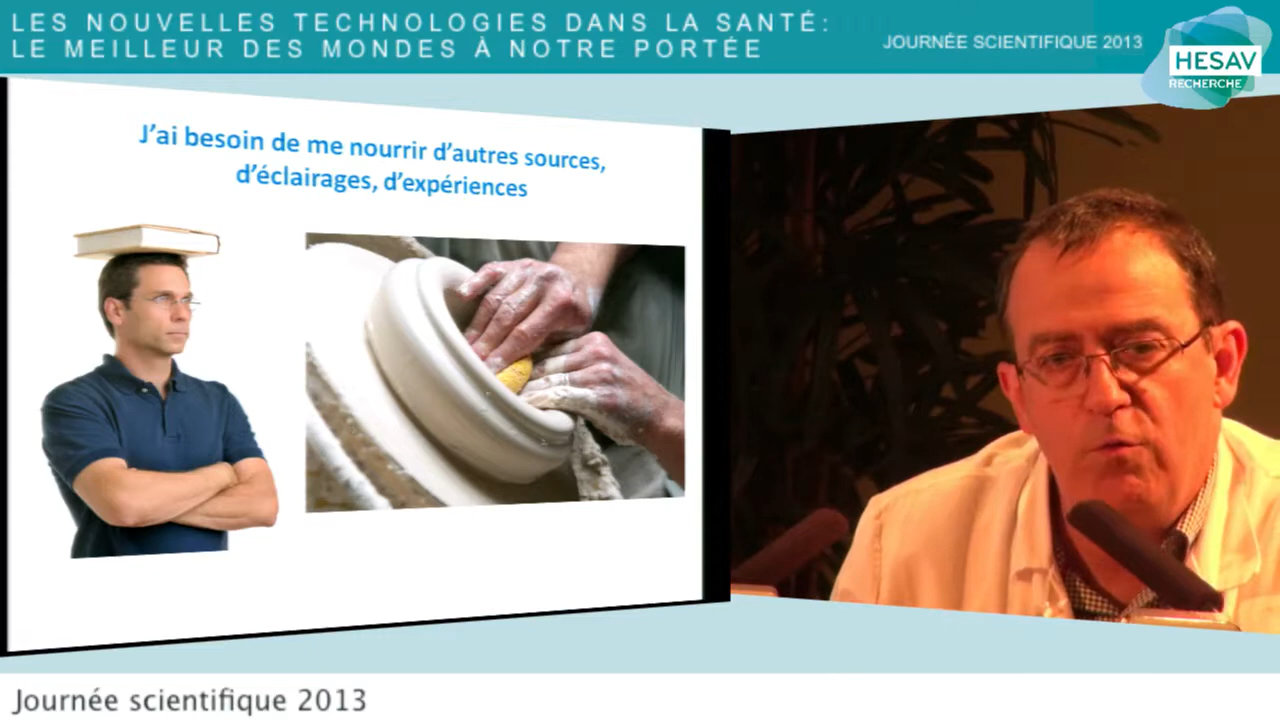 LES NOUVELLES TECHNOLOGIES DANS LA SANTÉ:
LE MEILLEUR DES MONDES À NOTRE PORTÉE
JOURNÉE SCIENTIFIQUE 2013
HESAV
RECHERCHE
J'ai besoin de me nourrir d'autres sources,
d'éclairages, d'expériences
Journée scientifique 2013